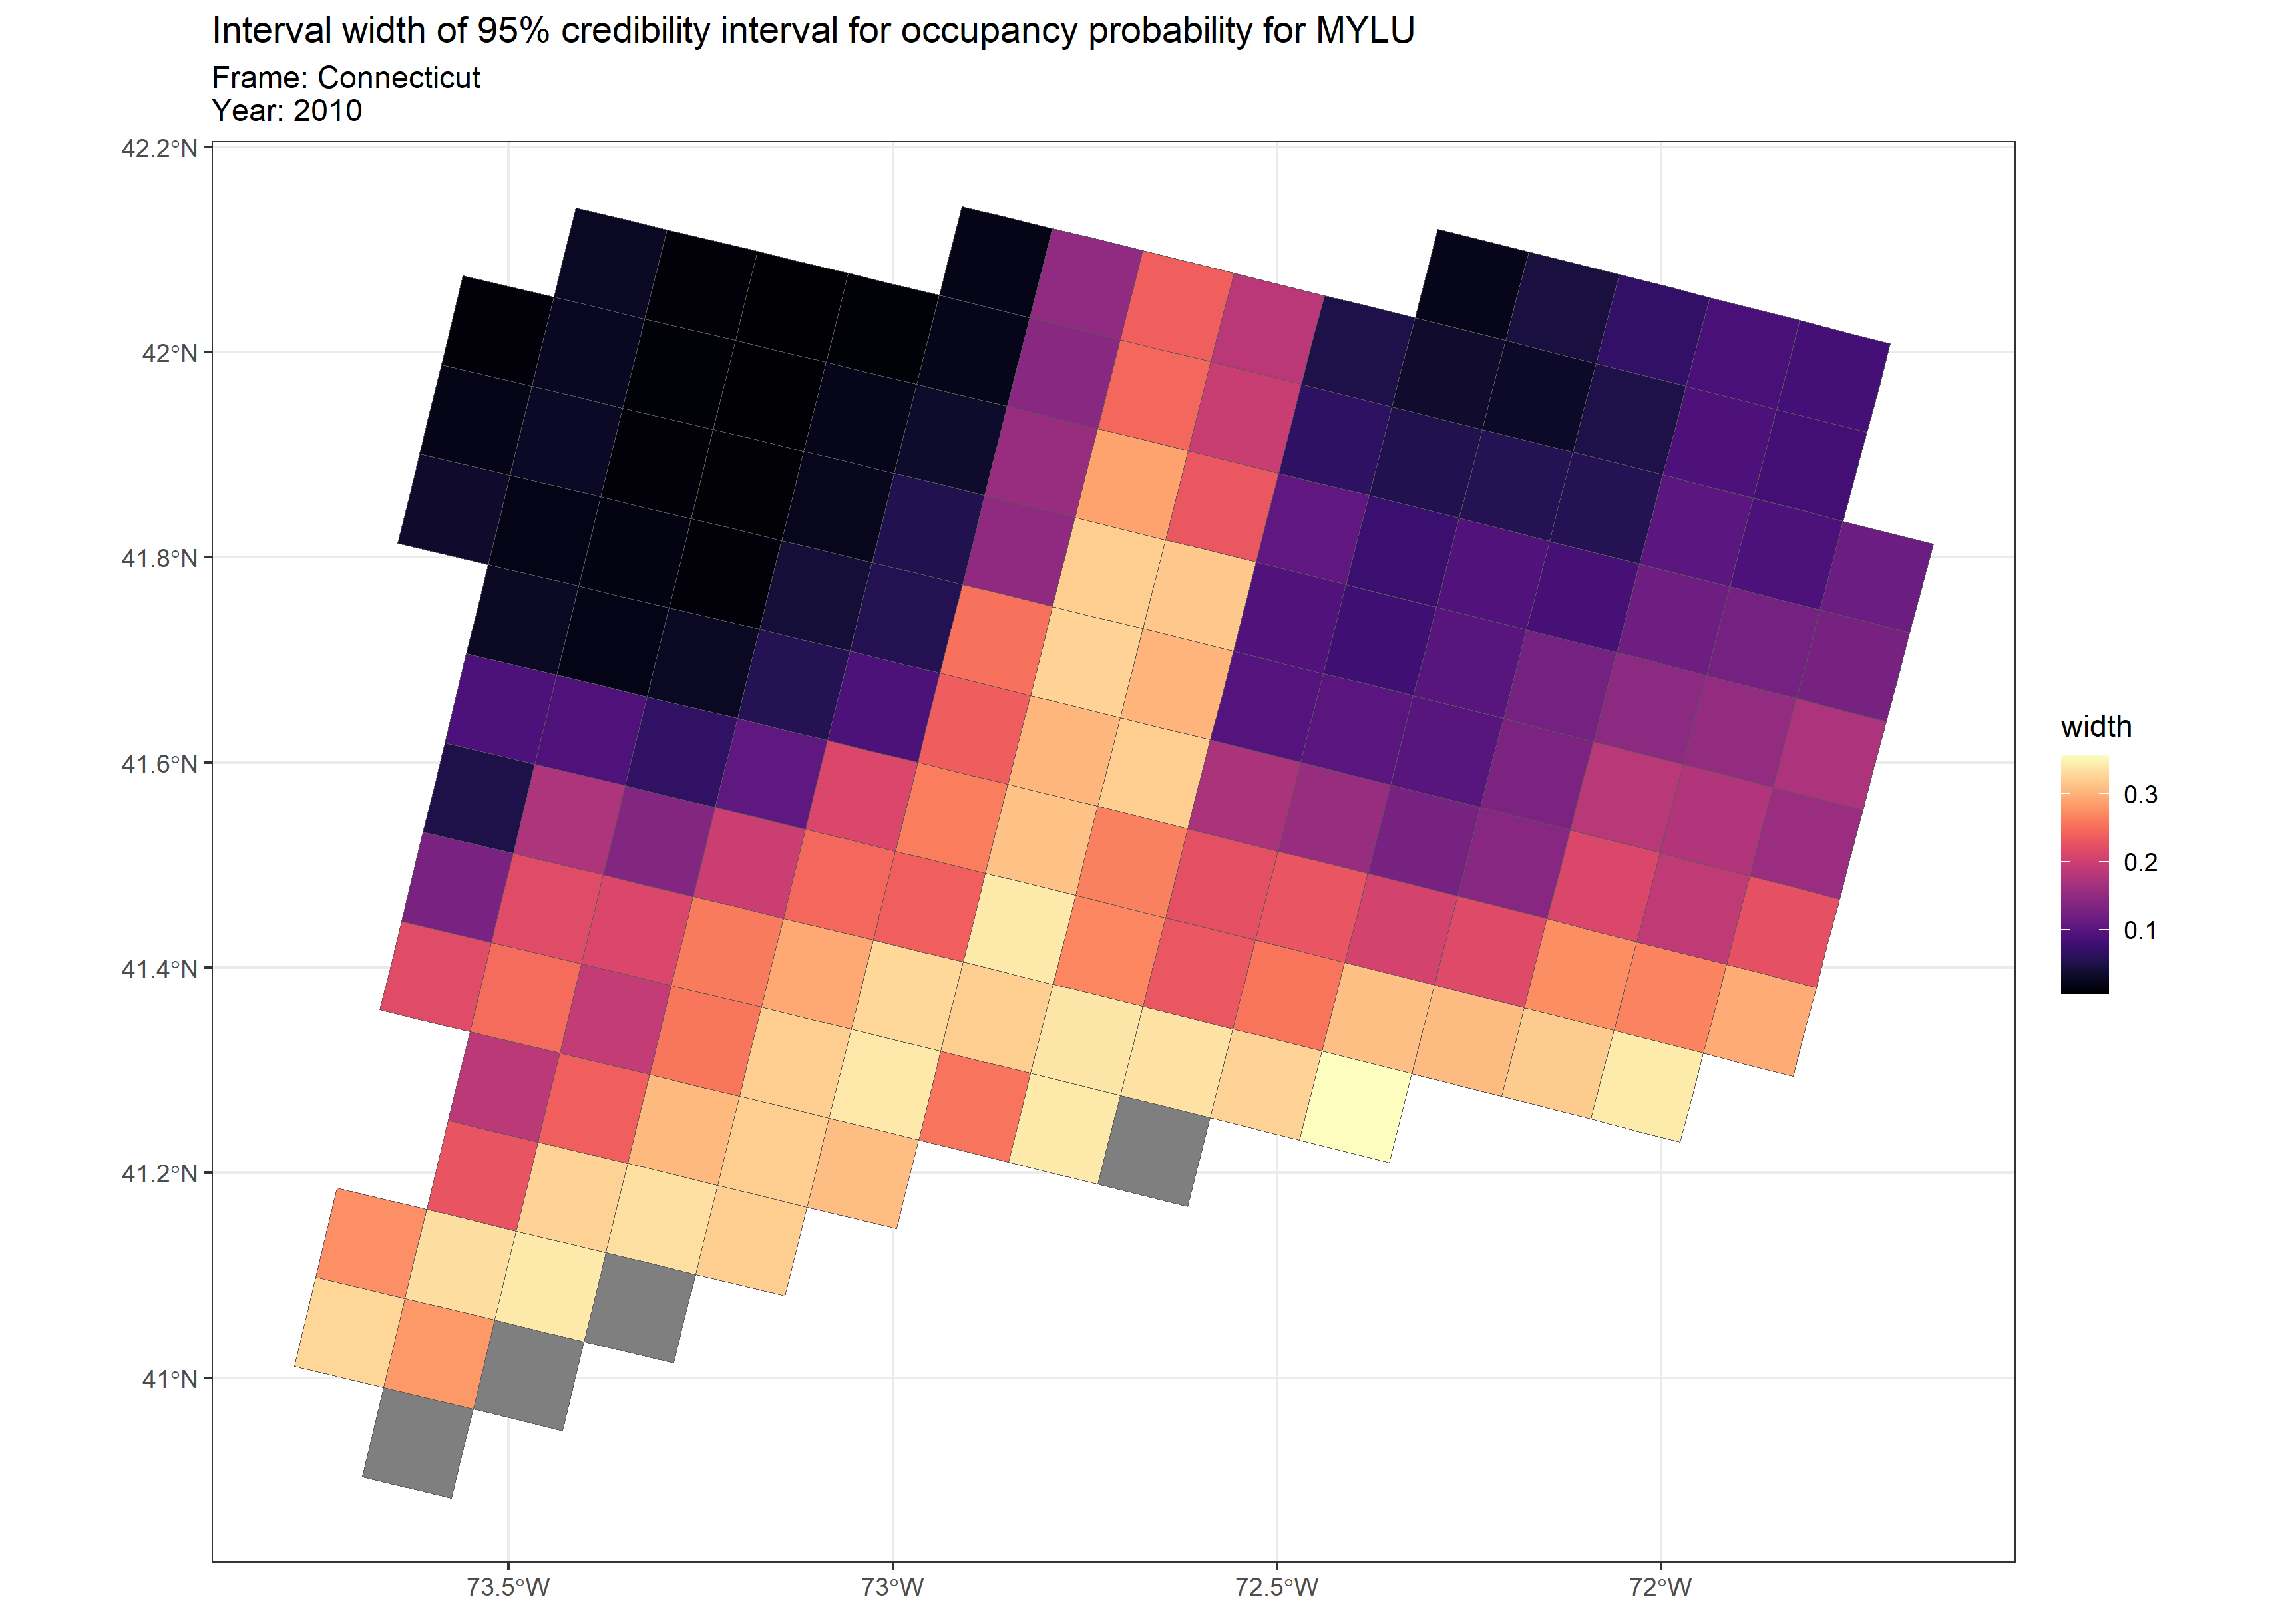 Interval width of 95% credibility interval for occupancy probability for MYLU
Frame: Connecticut
Year: 2010
42.2°N
42°N
41.8°N
41.6°N
41.4°N
41.2°N
41°N
73.5°W
73°W
72.5°W
72°W
width
0.3
0.2
0.1